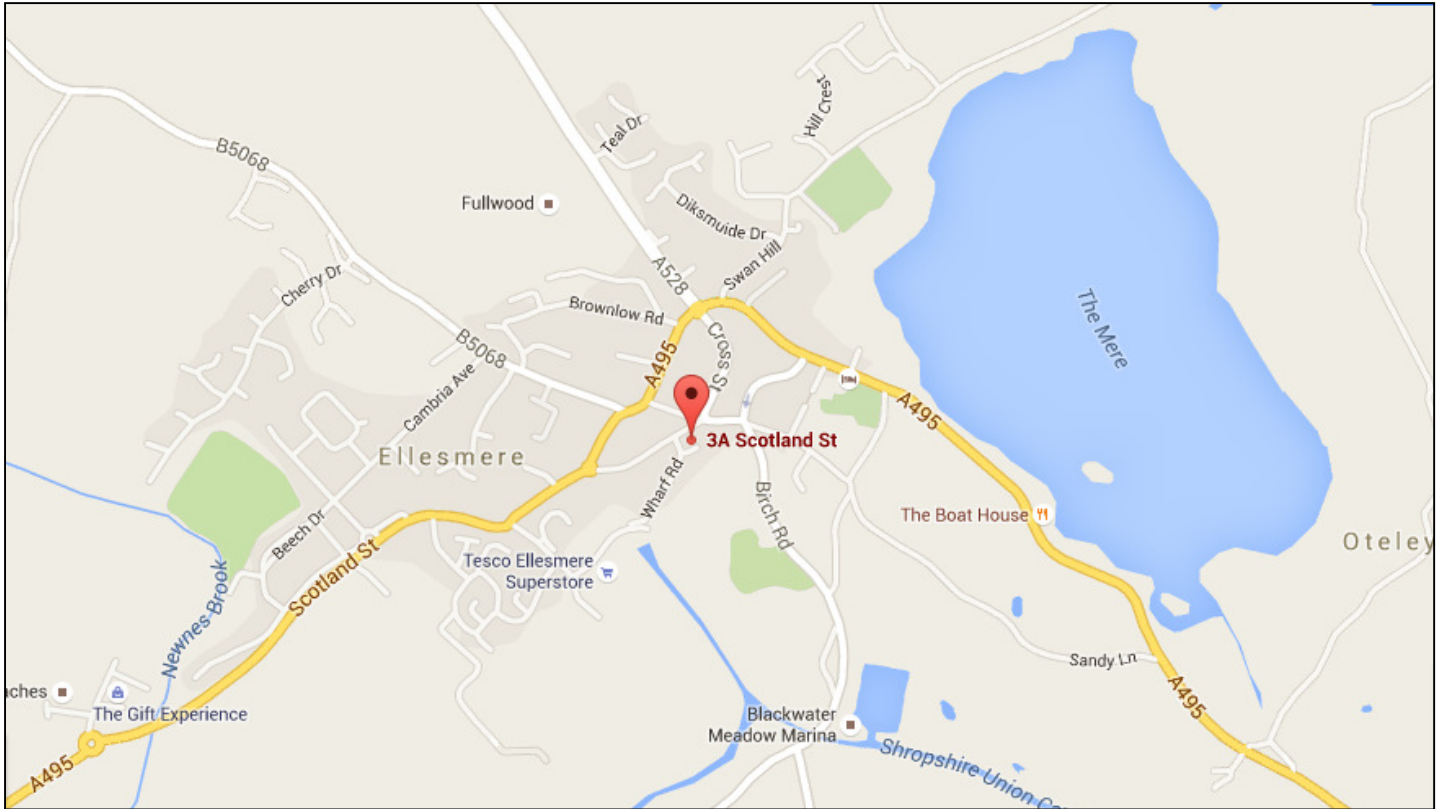 Hill Crest
Teal Dr
B5068
Fullwood
Diksmuide Dr
Swan Hill
A528
Cherry Dr
Brownlow Rd
The Mere
B5068
A495
Cross St
Cambria Ave
A495
3A Scotland St
Ellesmere
Wharf Rd
Birch Rd
The Boat House
Beech Dr
Oteley
Scotland St
Tesco Ellesmere
Superstore
Newnes Brook
Sandy Ln
aches
A495
The Gift Experience
Blackwater
Meadow Marina
Shropshire Union Ca
A495